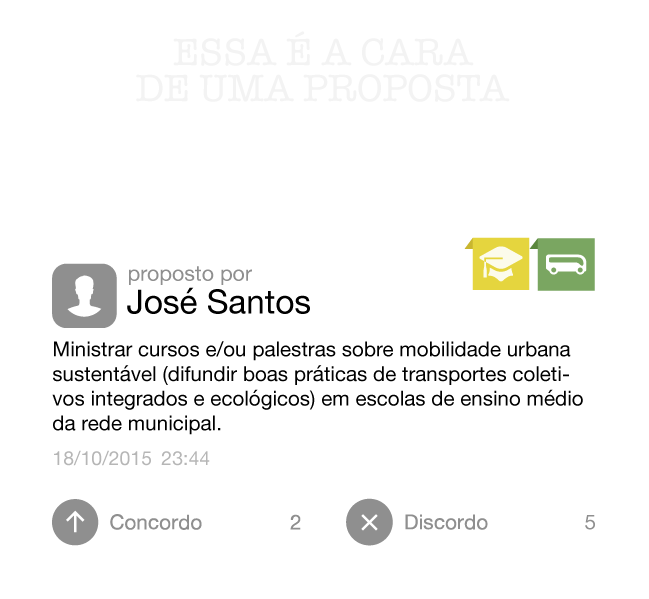 ESSA É A CARA
DE UMA PROPOSTA
proposto por
José Santos
Ministrar cursos e/ou palestras sobre mobilidade urbana
sustentável (difundir boas práticas de transportes coleti-
vos integrados e ecológicos) em escolas de ensino médio
da rede municipal.
18/10/2015 23:44
Concordo 2 Discordo 5